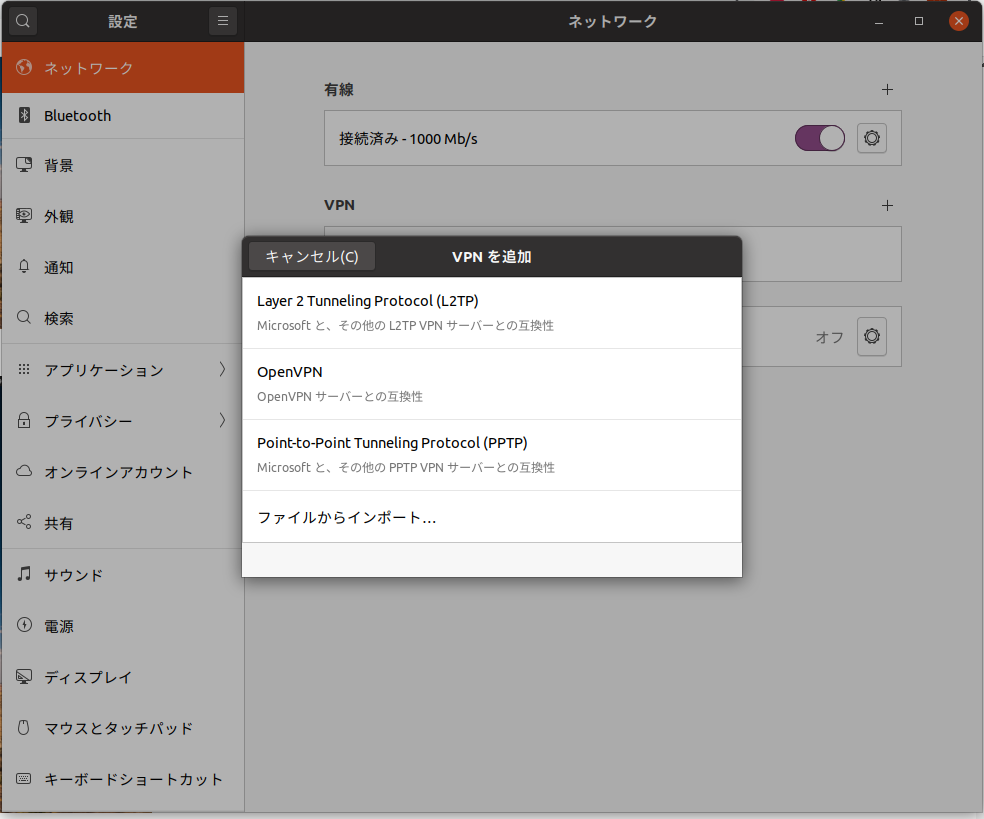 設定
ネットワーク
ネットワーク
Bluetooth
背景
外観
通知
検索
アプリケーション
プライバシー
オンラインアカウント
共有
サウンド
電源
ディスプレイ
マウスとタッチパッド
キーボードショートカット
有線
接続済み - 1000 Mb/s
VPN
オフ
キャンセル(C)
VPN を追加
Layer 2 Tunneling Protocol (L2TP)
Microsoft と、その他の L2TP VPN サーバーとの互換性
OpenVPN
OpenVPN サーバーとの互換性
Point-to-Point Tunneling Protocol (PPTP)
Microsoft と、その他の PPTP VPN サーバーとの互換性
ファイルからインポート…